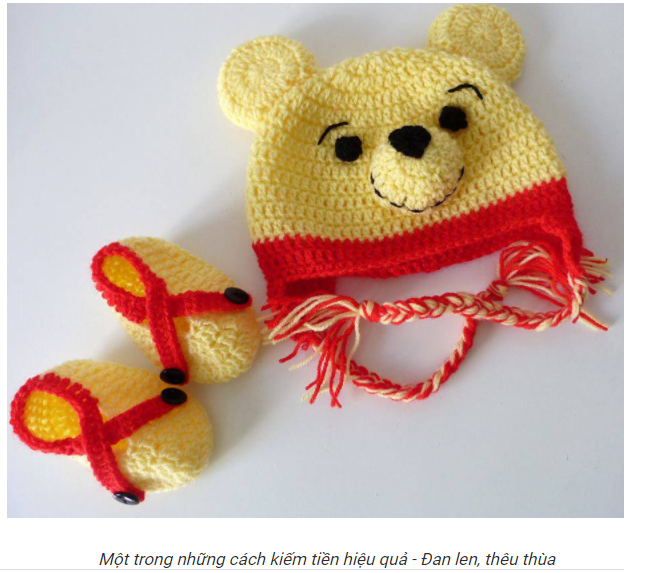 Một trong những cách kiếm tiền hiệu quả - Đan len, thêu thùa